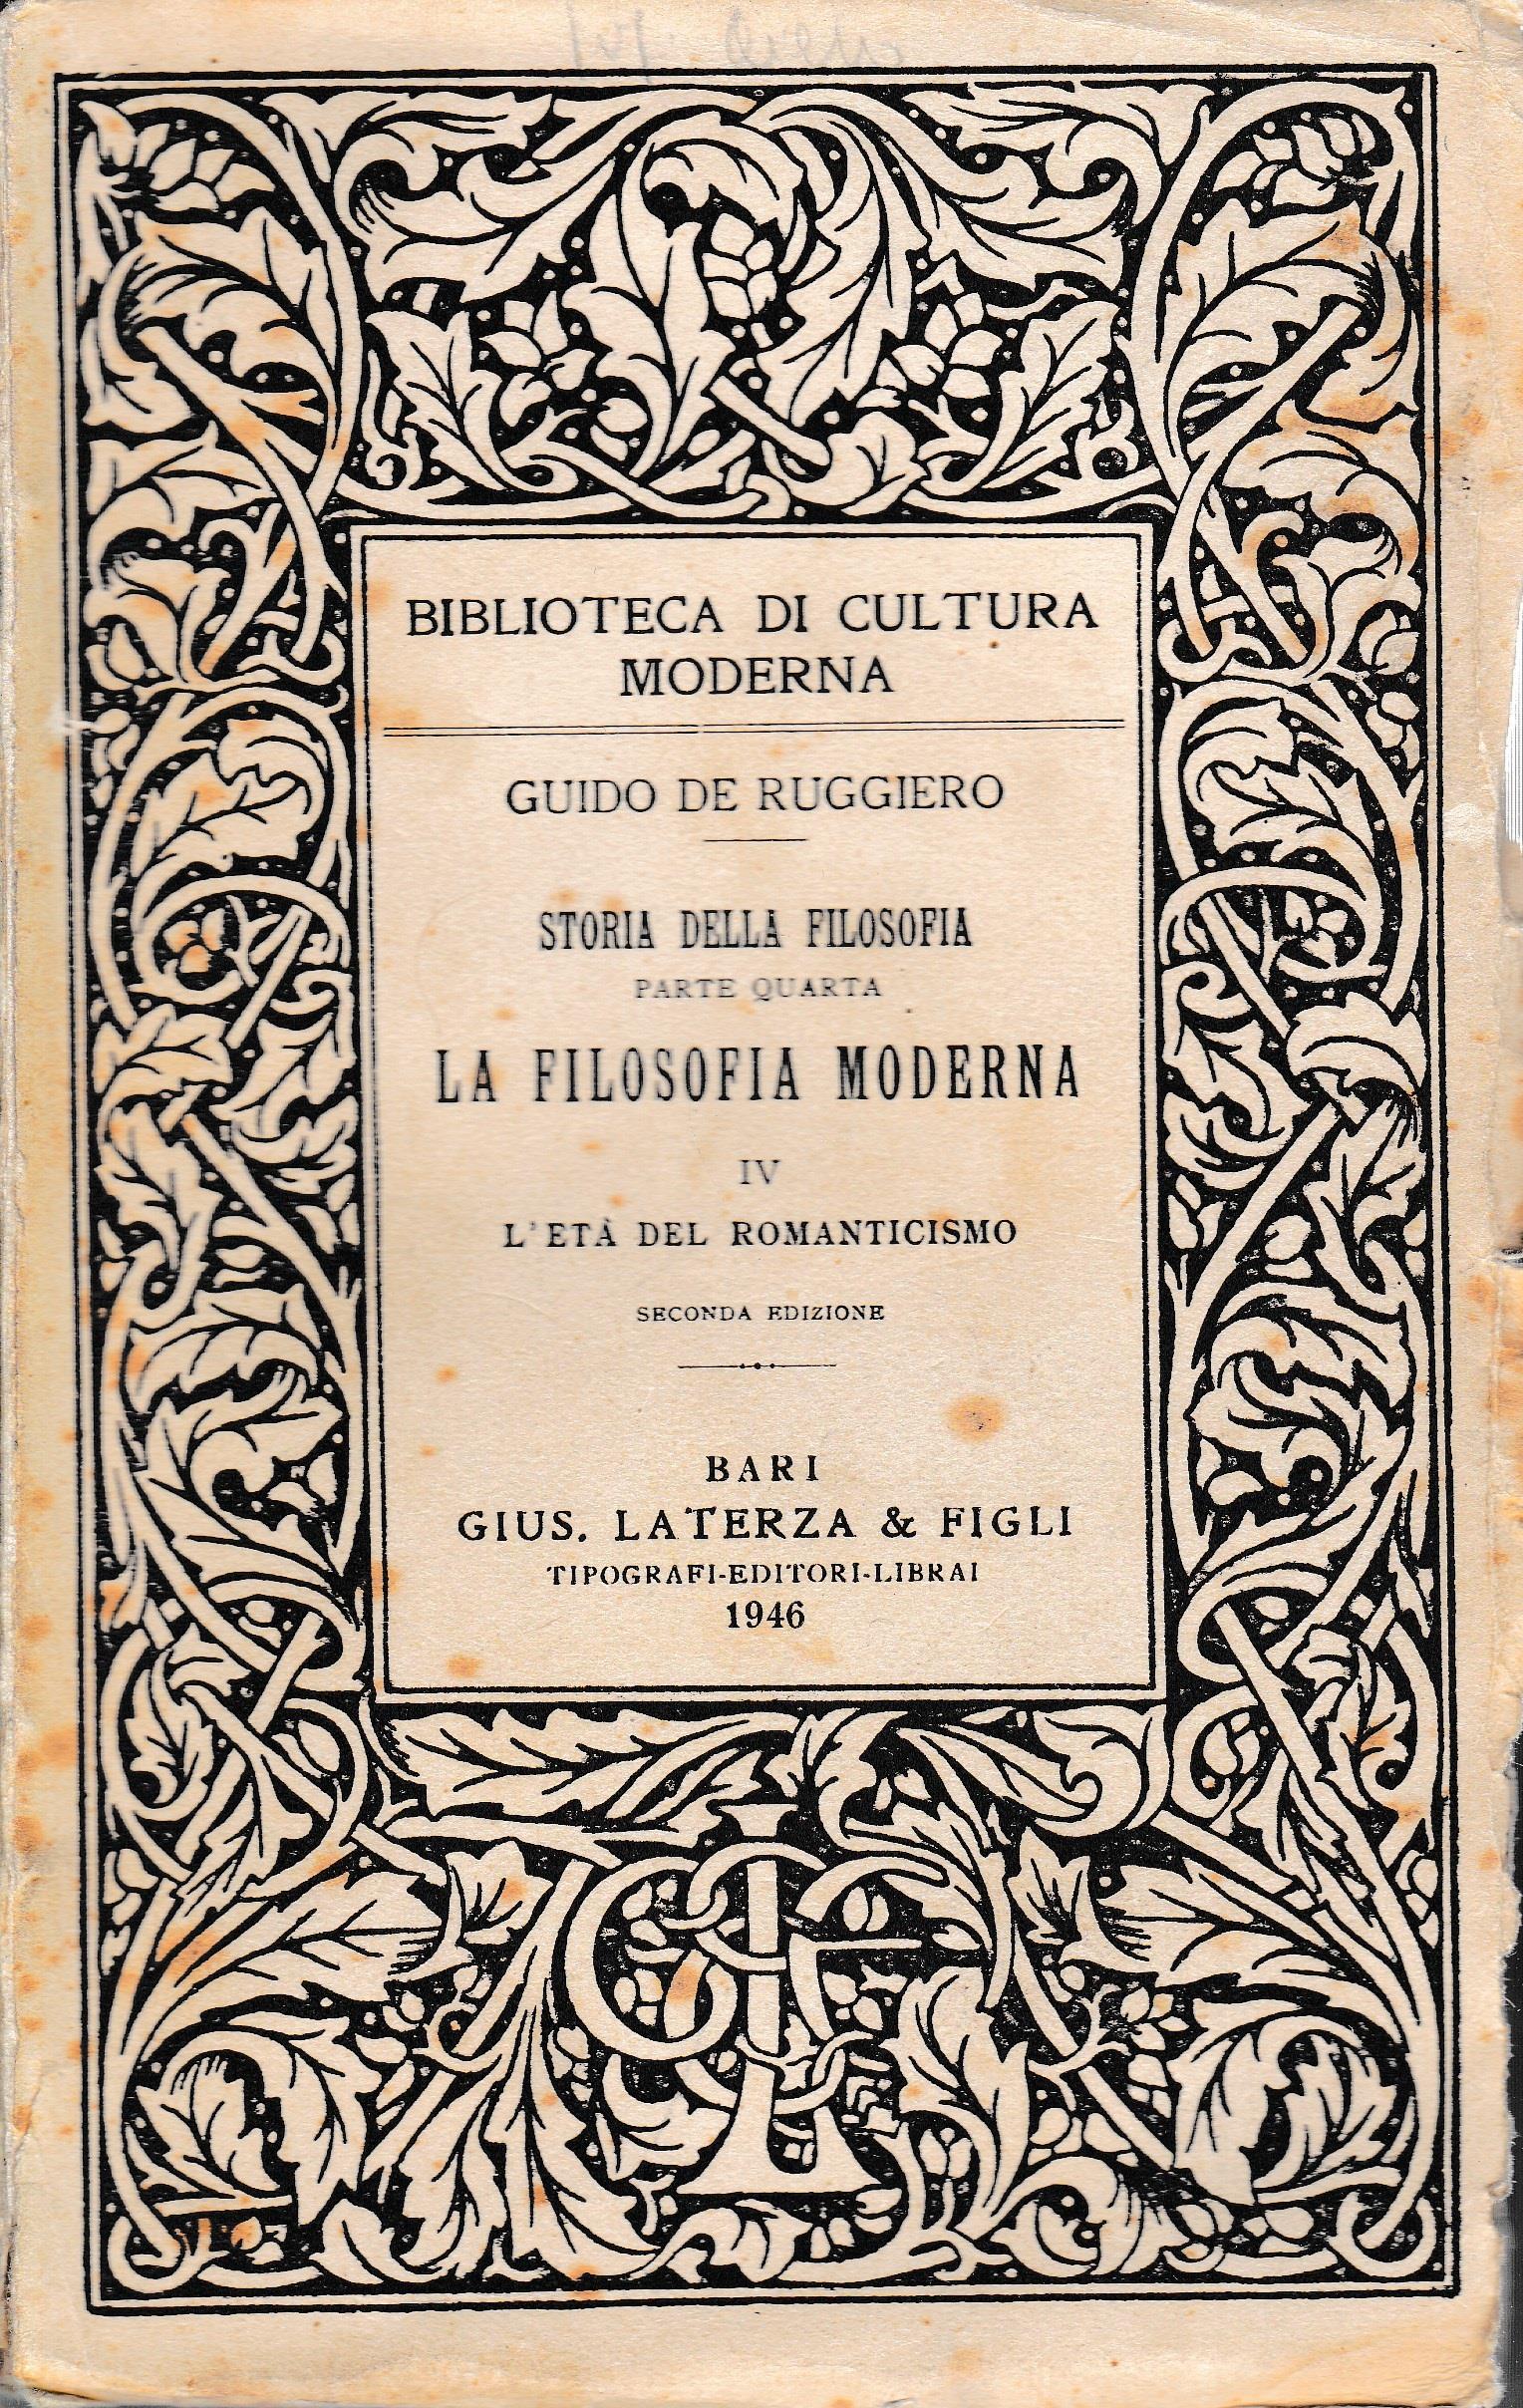 BIBLIOTECA DI CULTURA
MODERNA
GUIDO DE RUGGIERO
STORIA DELLA FILOSOFIA
PARTE QUARTA
LA FILOSOFIA MODERNA
IV
L'ETÀ DEL ROMANTICISMO
SECONDA EDIZIONE
BARI
GIUS. LATERZA & FIGLI
TIPOGRAFI-EDITORI-LIBRAI
1946